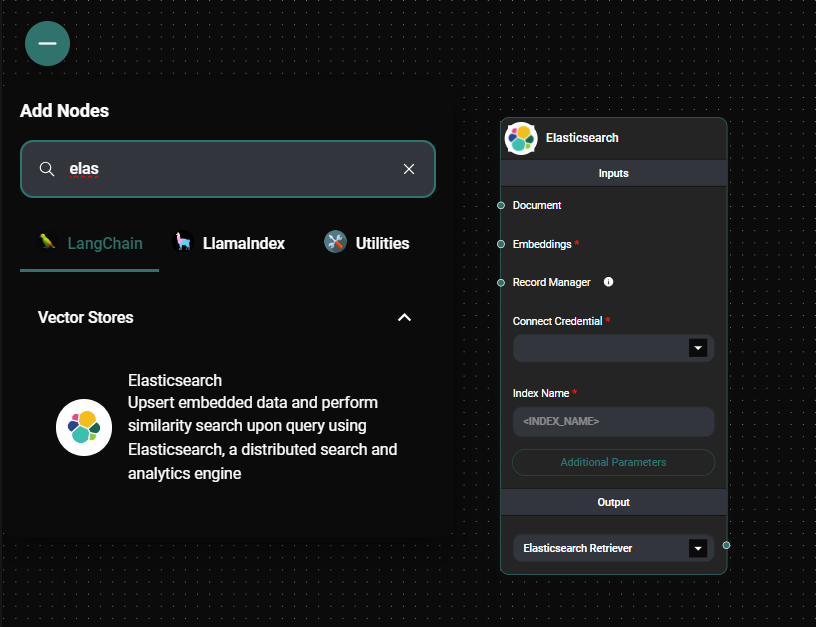 Add Nodes
elas
LangChain
LlamaIndex
Utilities
Vector Stores
Elasticsearch
Upsert embedded data and perform
similarity search upon query using
Elasticsearch, a distributed search and
analytics engine
Elasticsearch
Inputs
Document
Embeddings *
Record Manager
Connect Credential *
Index Name *
<INDEX_NAME>
Additional Parameters
Output
Elasticsearch Retriever